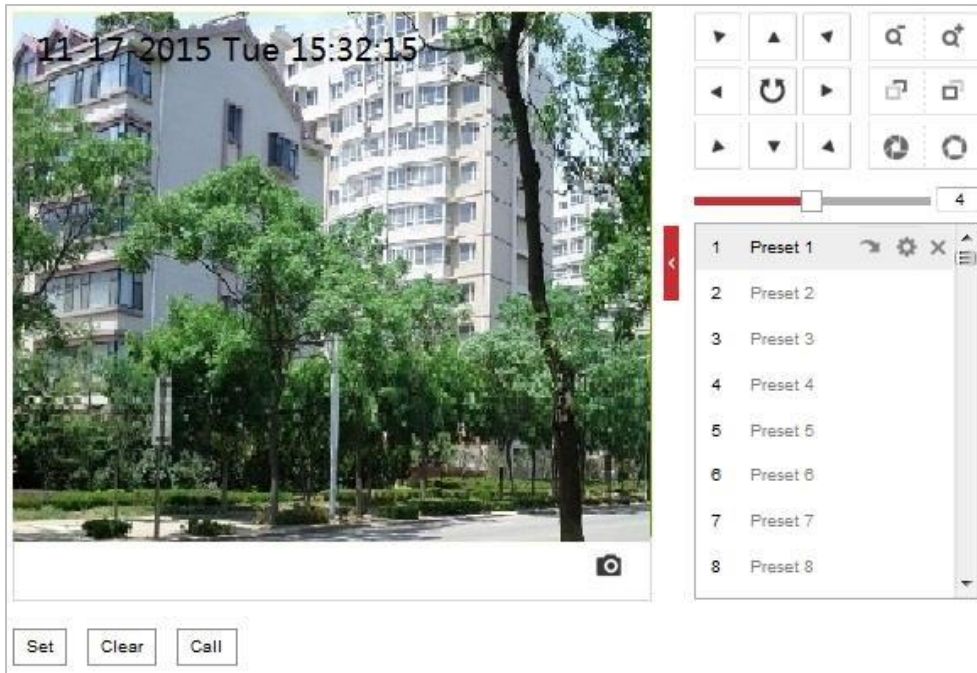 11-17-2015 Tue 15:32:15
4
1 Preset 1
2 Preset 2
3 Preset 3
4 Preset 4
5 Preset 5
6 Preset 6
7 Preset 7
8 Preset 8
Set Clear Call